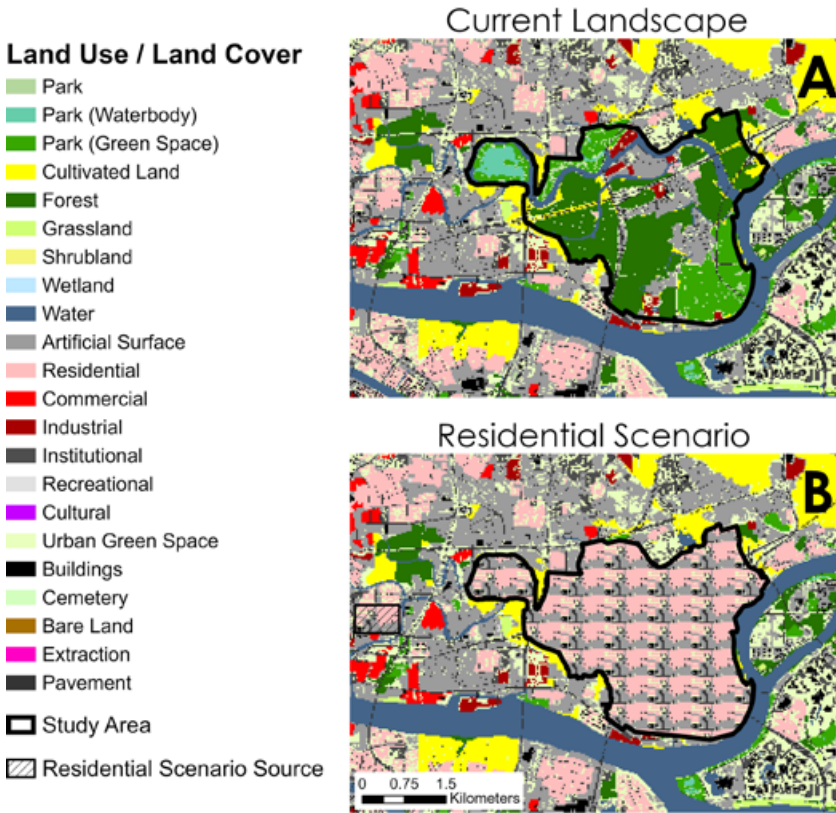 Current Landscape
Land Use / Land Cover
Park
Park (Waterbody)
Park (Green Space)
Cultivated Land
Forest
Grassland
Shrubland
Wetland
Water
Artificial Surface
Residential
Commercial
Industrial
Institutional
Recreational
Cultural
Urban Green Space
Buildings
Cemetery
Bare Land
Extraction
Pavement
Study Area
Residential Scenario Source
A
Residential Scenario
B
0 0.75 1.5
Kilometers